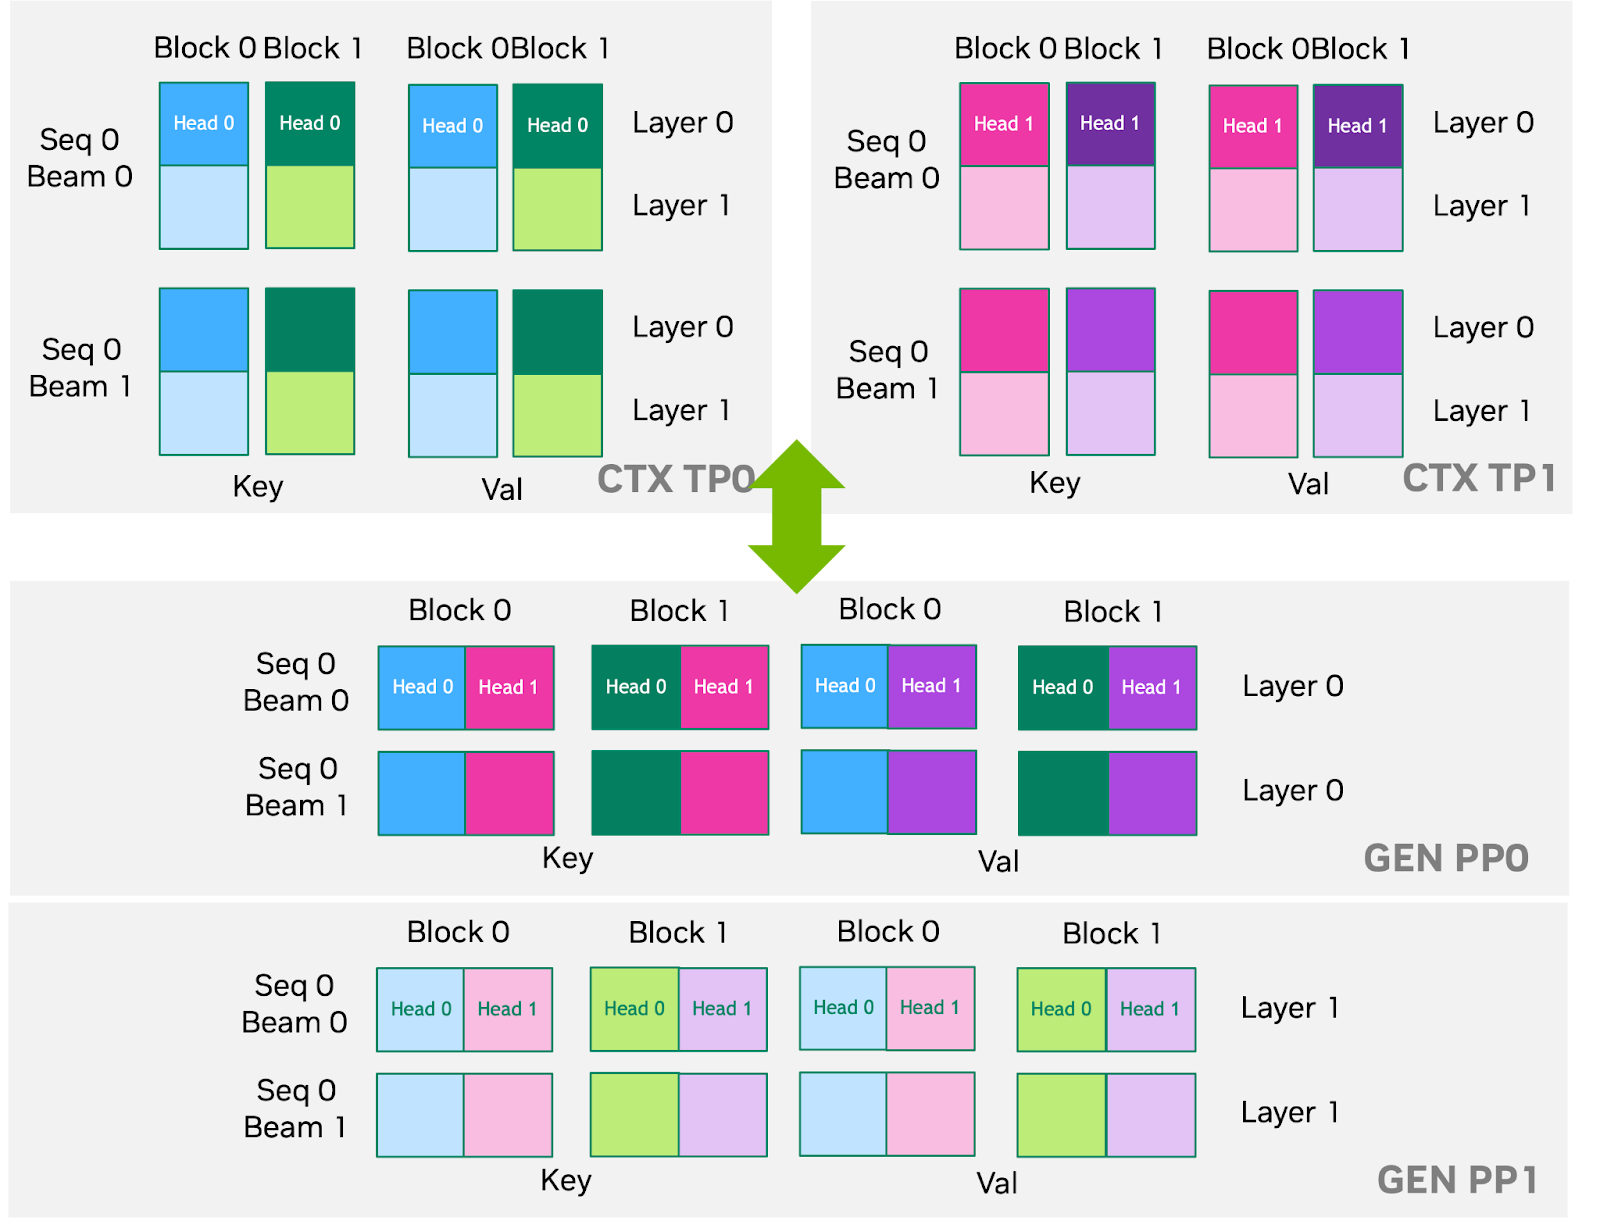 Block 0 Block 1 Block 0 Block 1
Seq 0
Beam 0
Head 0 Head 0 Head 0 Head 0
Layer 0
Layer 1
Seq 0
Beam 1
Layer 0
Layer 1
Key Val
CTX TP0
Block 0 Block 1 Block 0 Block 1
Seq 0
Beam 0
Head 1 Head 1 Head 1 Head 1
Layer 0
Layer 1
Seq 0
Beam 1
Layer 0
Layer 1
Key Val
CTX TP1
Block 0 Block 1 Block 0 Block 1
Seq 0
Beam 0
Head 0 Head 1 Head 0 Head 1 Head 0 Head 1 Head 0 Head 1
Layer 0
Seq 0
Beam 1
Layer 0
Key Val
GEN PP0
Block 0 Block 1 Block 0 Block 1
Seq 0
Beam 0
Head 0 Head 1 Head 0 Head 1 Head 0 Head 1 Head 0 Head 1
Layer 1
Seq 0
Beam 1
Layer 1
Key Val
GEN PP1